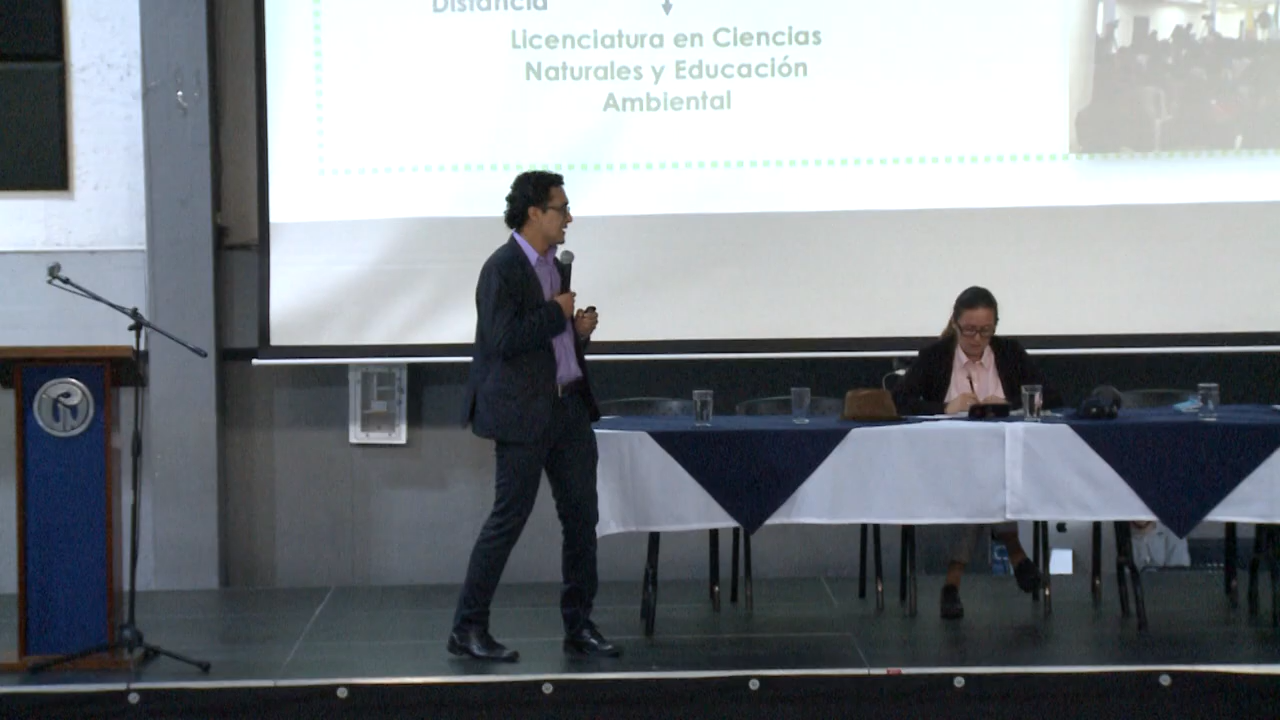 Distancia
Licenciatura en Ciencias
Naturales y Educación
Ambiental